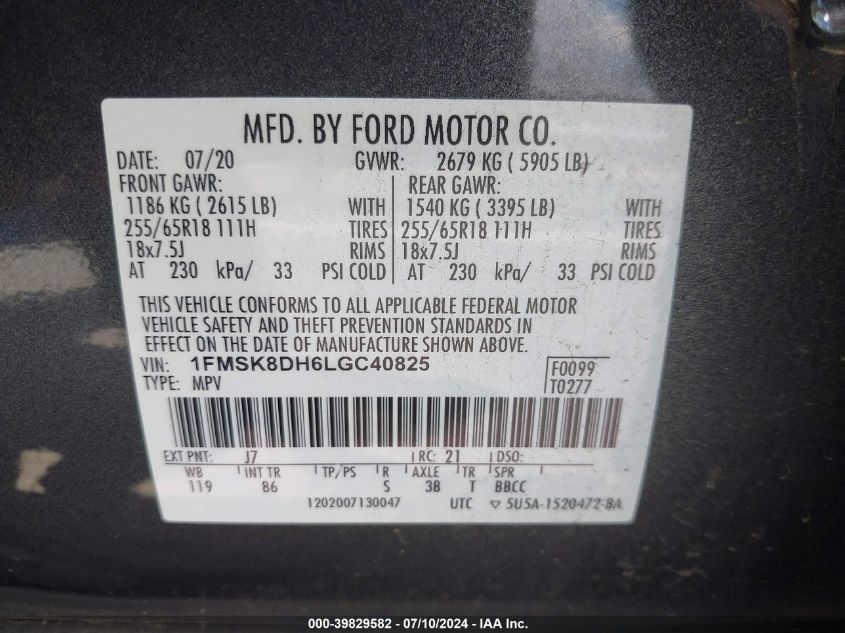 MFD. BY FORD MOTOR CO.
DATE: 07/20 GVWR: 2679 KG ( 5905 LB)
FRONT GAWR: REAR GAWR:
1186 KG ( 2615 LB) WITH 1540 KG ( 3395 LB) WITH
255/65R18 111H TIRES 255/65R18 111H TIRES
18x7.5J RIMS 18x7.5J RIMS
AT 230 kPa/ 33 PSI COLD AT 230 kPa/ 33 PSI COLD
THIS VEHICLE CONFORMS TO ALL APPLICABLE FEDERAL MOTOR
VEHICLE SAFETY AND THEFT PREVENTION STANDARDS IN
EFFECT ON THE DATE OF MANUFACTURE SHOWN ABOVE.
VIN: 1FMSK8DH6LGC40825 F0099
TYPE: MPV T0277
EXT PNT: J7 RC: 21 DSO:
WB INT TR TP/PS R AXLE TR SPR
119 86 S 3B T BBCC
1202007130047 UTC ▽ 5U5A-1520472-BA
000-39829582 - 07/10/2024 - IAA Inc.